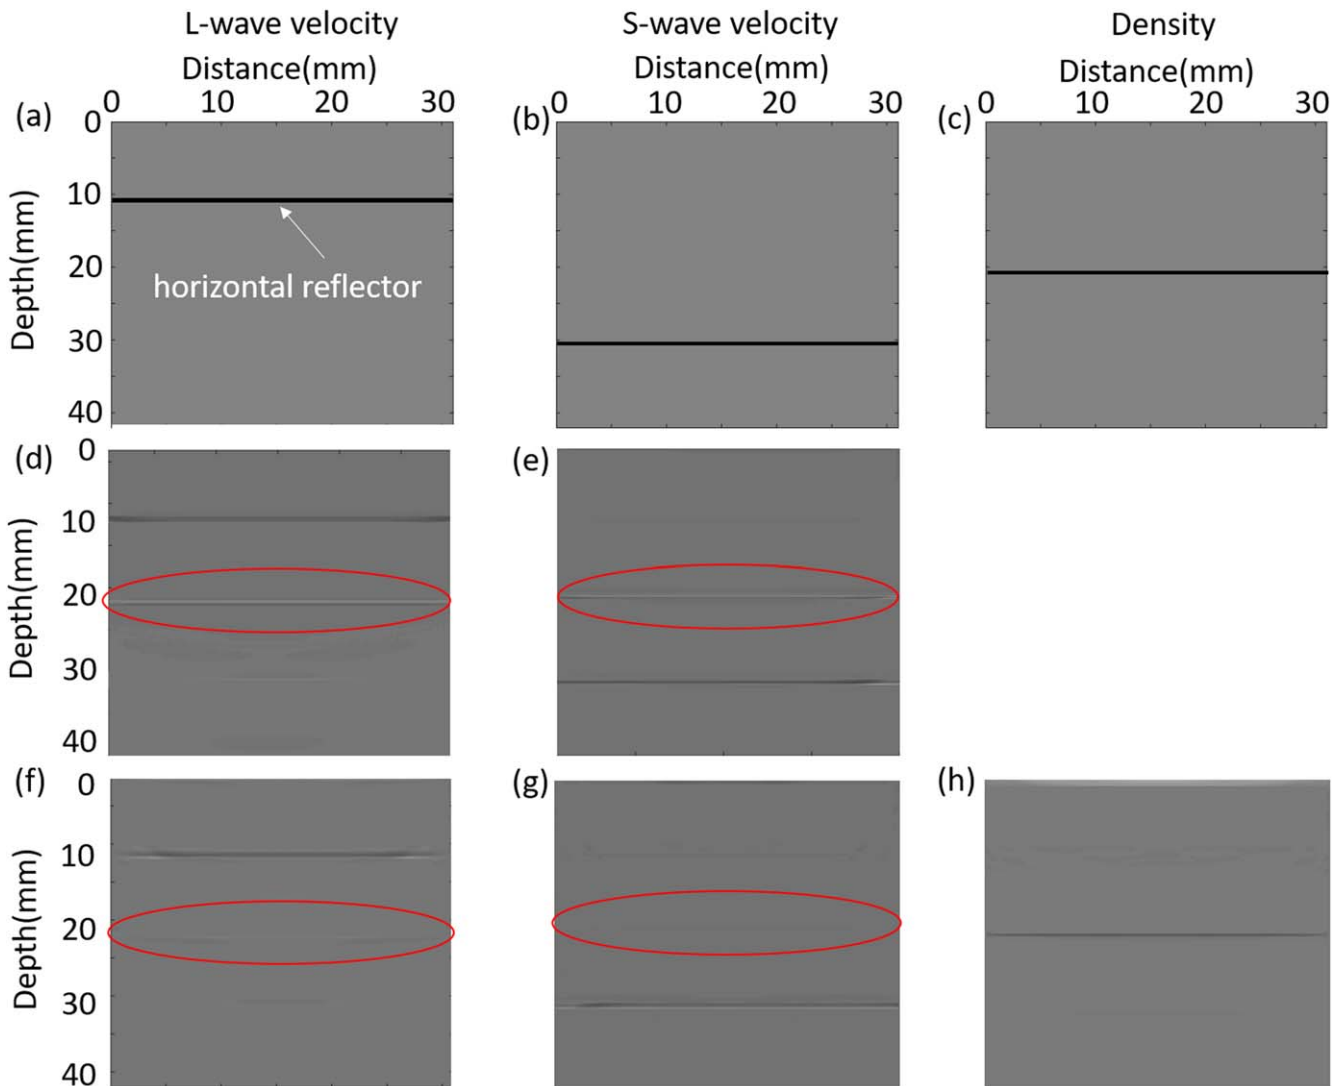 L-wave velocity
S-wave velocity
Density
Distance(mm)
Distance(mm)
Distance(mm)
0 10 20 30
0 10 20 30
0 10 20 30
(a)
(b)
(c)
0
10
20
30
40
Depth(mm)
horizontal reflector
(d)
(e)
0
10
20
30
40
Depth(mm)
(f)
(g)
(h)
0
10
20
30
40
Depth(mm)